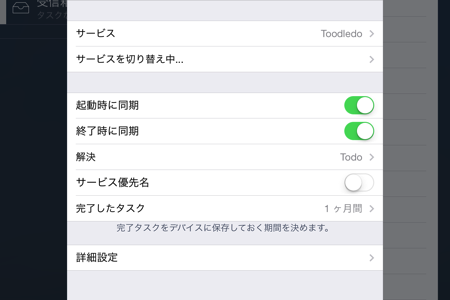 受信箱
タスク
サービス Toodledo
サービスを切り替え中...
起動時に同期
終了時に同期
解決 Todo
サービス優先名
完了したタスク 1 ヶ月間
完了タスクをデバイスに保存しておく期間を決めます。
詳細設定